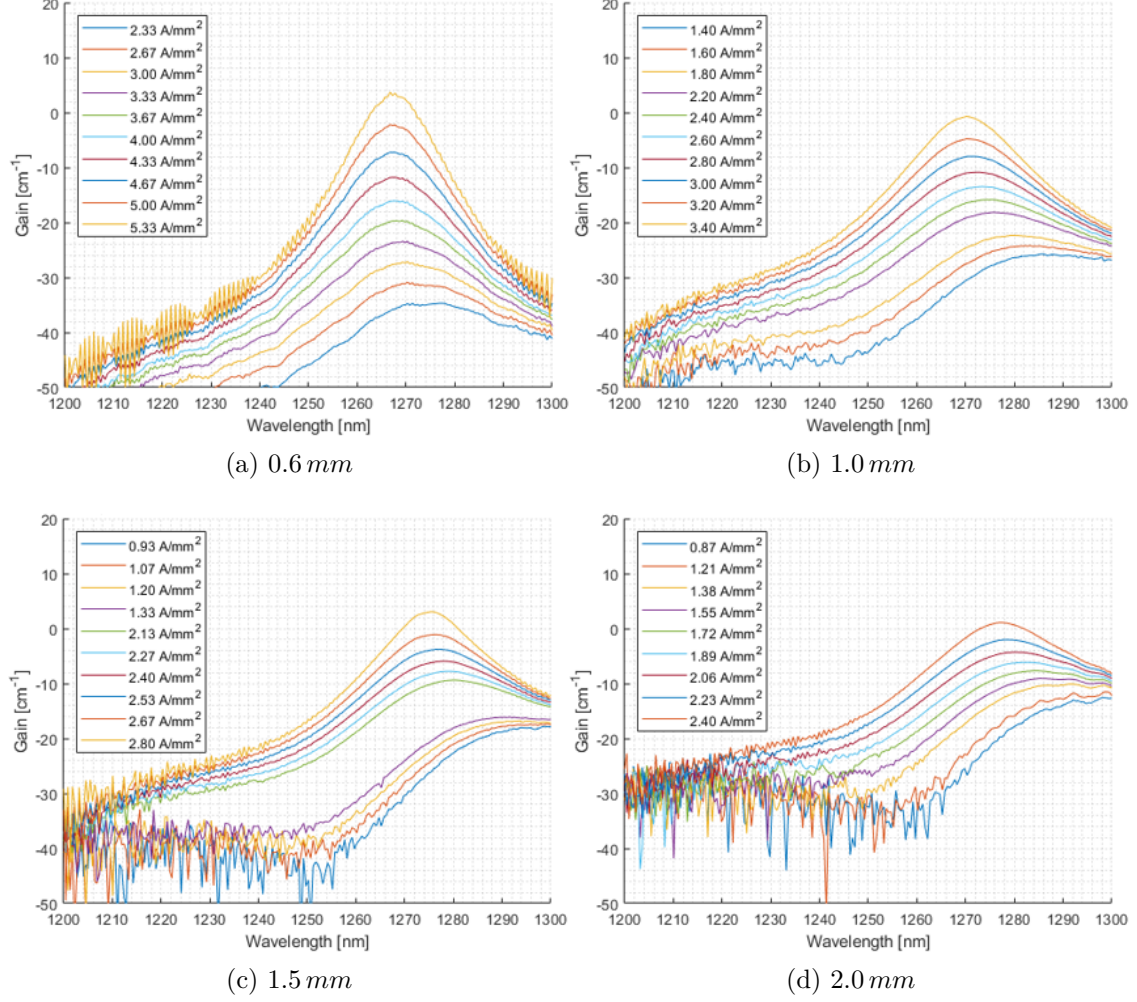 20
10
0
-10
-20
-30
-40
-50
Gain [cm⁻¹]
2.33 A/mm²
2.67 A/mm²
3.00 A/mm²
3.33 A/mm²
3.67 A/mm²
4.00 A/mm²
4.33 A/mm²
4.67 A/mm²
5.00 A/mm²
5.33 A/mm²
1200 1210 1220 1230 1240 1250 1260 1270 1280 1290 1300
Wavelength [nm]
(a) 0.6 mm
20
10
0
-10
-20
-30
-40
-50
Gain [cm⁻¹]
1.40 A/mm²
1.60 A/mm²
1.80 A/mm²
2.20 A/mm²
2.40 A/mm²
2.60 A/mm²
2.80 A/mm²
3.00 A/mm²
3.20 A/mm²
3.40 A/mm²
1200 1210 1220 1230 1240 1250 1260 1270 1280 1290 1300
Wavelength [nm]
(b) 1.0 mm
20
10
0
-10
-20
-30
-40
-50
Gain [cm⁻¹]
0.93 A/mm²
1.07 A/mm²
1.20 A/mm²
1.33 A/mm²
2.13 A/mm²
2.27 A/mm²
2.40 A/mm²
2.53 A/mm²
2.67 A/mm²
2.80 A/mm²
1200 1210 1220 1230 1240 1250 1260 1270 1280 1290 1300
Wavelength [nm]
(c) 1.5 mm
20
10
0
-10
-20
-30
-40
-50
Gain [cm⁻¹]
0.87 A/mm²
1.21 A/mm²
1.38 A/mm²
1.55 A/mm²
1.72 A/mm²
1.89 A/mm²
2.06 A/mm²
2.23 A/mm²
2.40 A/mm²
1200 1210 1220 1230 1240 1250 1260 1270 1280 1290 1300
Wavelength [nm]
(d) 2.0 mm